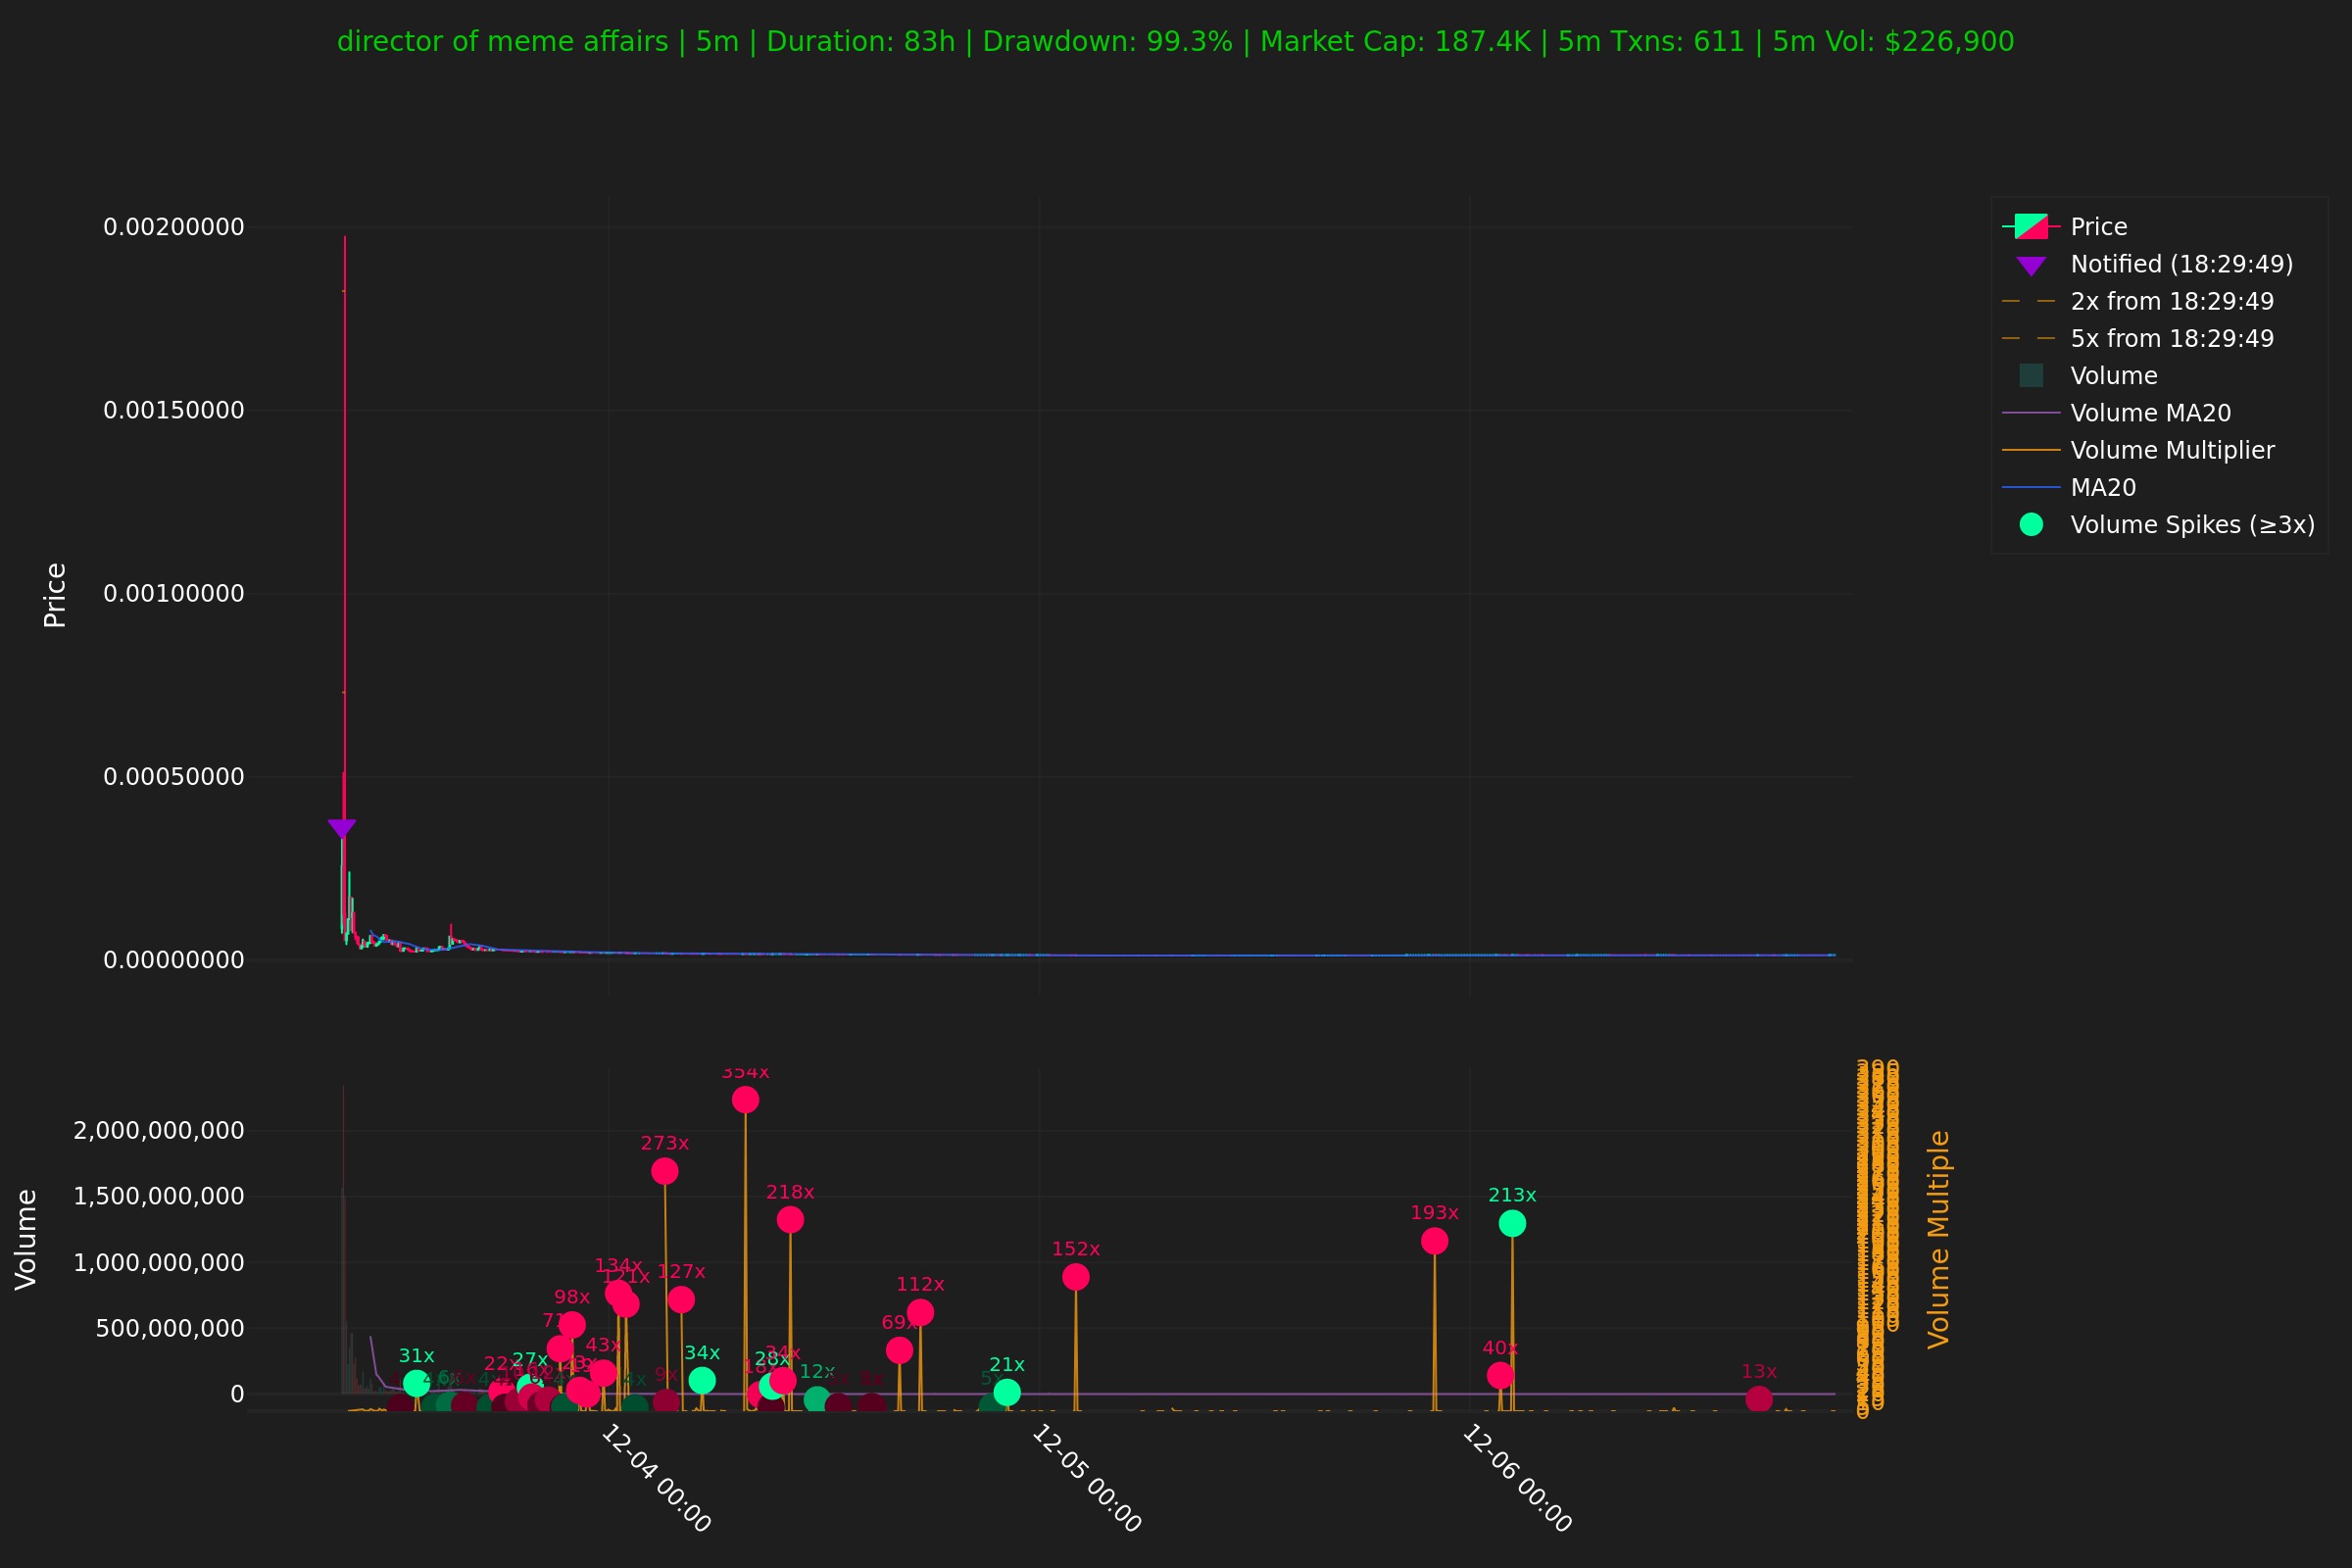 director of meme affairs | 5m | Duration: 83h | Drawdown: 99.3% | Market Cap: 187.4K | 5m Txns: 611 | 5m Vol: $226,900
Price
0.00200000
0.00150000
0.00100000
0.00050000
0.00000000
Price
Notified (18:29:49)
2x from 18:29:49
5x from 18:29:49
Volume
Volume MA20
Volume Multiplier
MA20
Volume Spikes (≥3x)
Volume
2,000,000,000
1,500,000,000
1,000,000,000
500,000,000
0
354x
273x
218x
213x
193x
152x
134x
121x
127x
112x
98x
69x
43x
40x
31x
27x
22x
34x
28x
34x
12x
21x
13x
9x
Volume Multiple
12-04 00:00
12-05 00:00
12-06 00:00